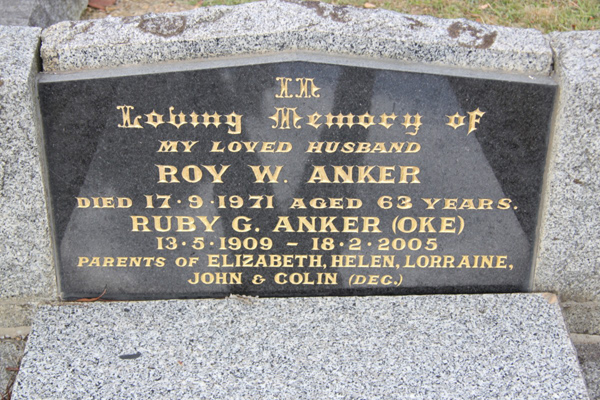 In
Loving Memory of
MY LOVED HUSBAND
ROY W. ANKER
DIED 17·9·1971 AGED 63 YEARS.
RUBY G. ANKER (OKE)
13·5·1909 – 18·2·2005
PARENTS OF ELIZABETH, HELEN, LORRAINE,
JOHN & COLIN (DEC.)